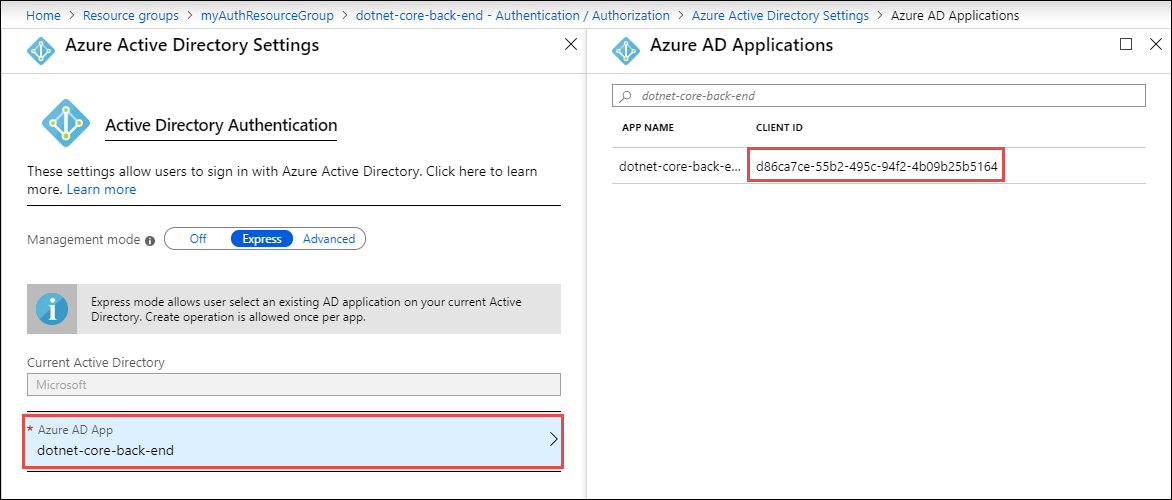 Home > Resource groups > myAuthResourceGroup > dotnet-core-back-end - Authentication / Authorization > Azure Active Directory Settings > Azure AD Applications
Azure Active Directory Settings
Active Directory Authentication
These settings allow users to sign in with Azure Active Directory. Click here to learn
more. Learn more
Management mode
Off Express Advanced
Express mode allows user select an existing AD application on your current Active
Directory. Create operation is allowed once per app.
Current Active Directory
Microsoft
* Azure AD App
dotnet-core-back-end
Azure AD Applications
dotnet-core-back-end
APP NAME CLIENT ID
dotnet-core-back-e... d86ca7ce-55b2-495c-94f2-4b09b25b5164